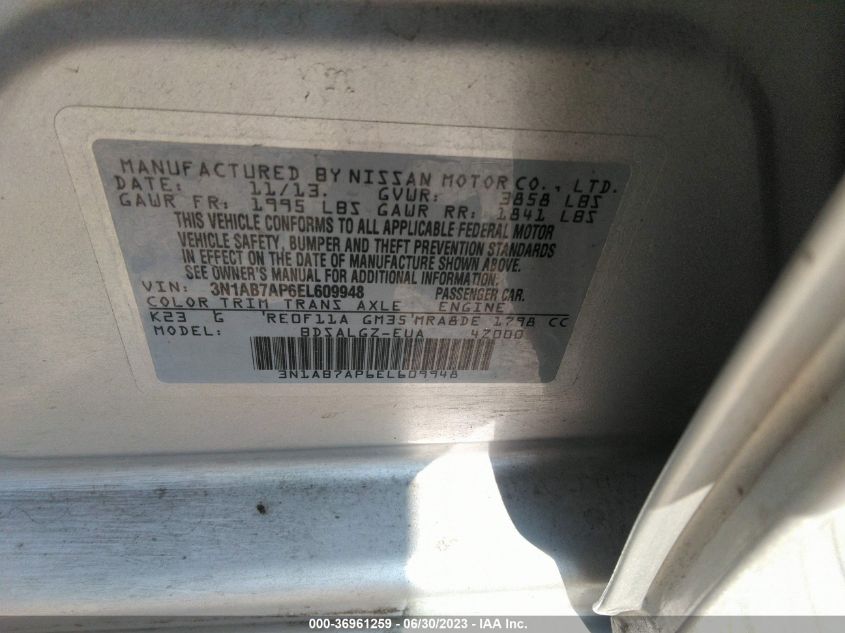 MANUFACTURED BY NISSAN MOTOR CO., LTD.
DATE: 11/13. GVWR: 3858 LBS
GAWR FR: 1995 LBS GAWR RR: 1841 LBS
THIS VEHICLE CONFORMS TO ALL APPLICABLE FEDERAL MOTOR
VEHICLE SAFETY, BUMPER AND THEFT PREVENTION STANDARDS
IN EFFECT ON THE DATE OF MANUFACTURE SHOWN ABOVE.
SEE OWNER'S MANUAL FOR ADDITIONAL INFORMATION.
VIN: 3N1AB7AP6EL609948 PASSENGER CAR.
COLOR TRIM TRANS AXLE ENGINE
K23 G RE0F11A GM35 MRA8DE 1798 CC
MODEL: BDSALGZ-EUA 47000
3N1AB7AP6EL609948
000-36961259 - 06/30/2023 - IAA Inc.